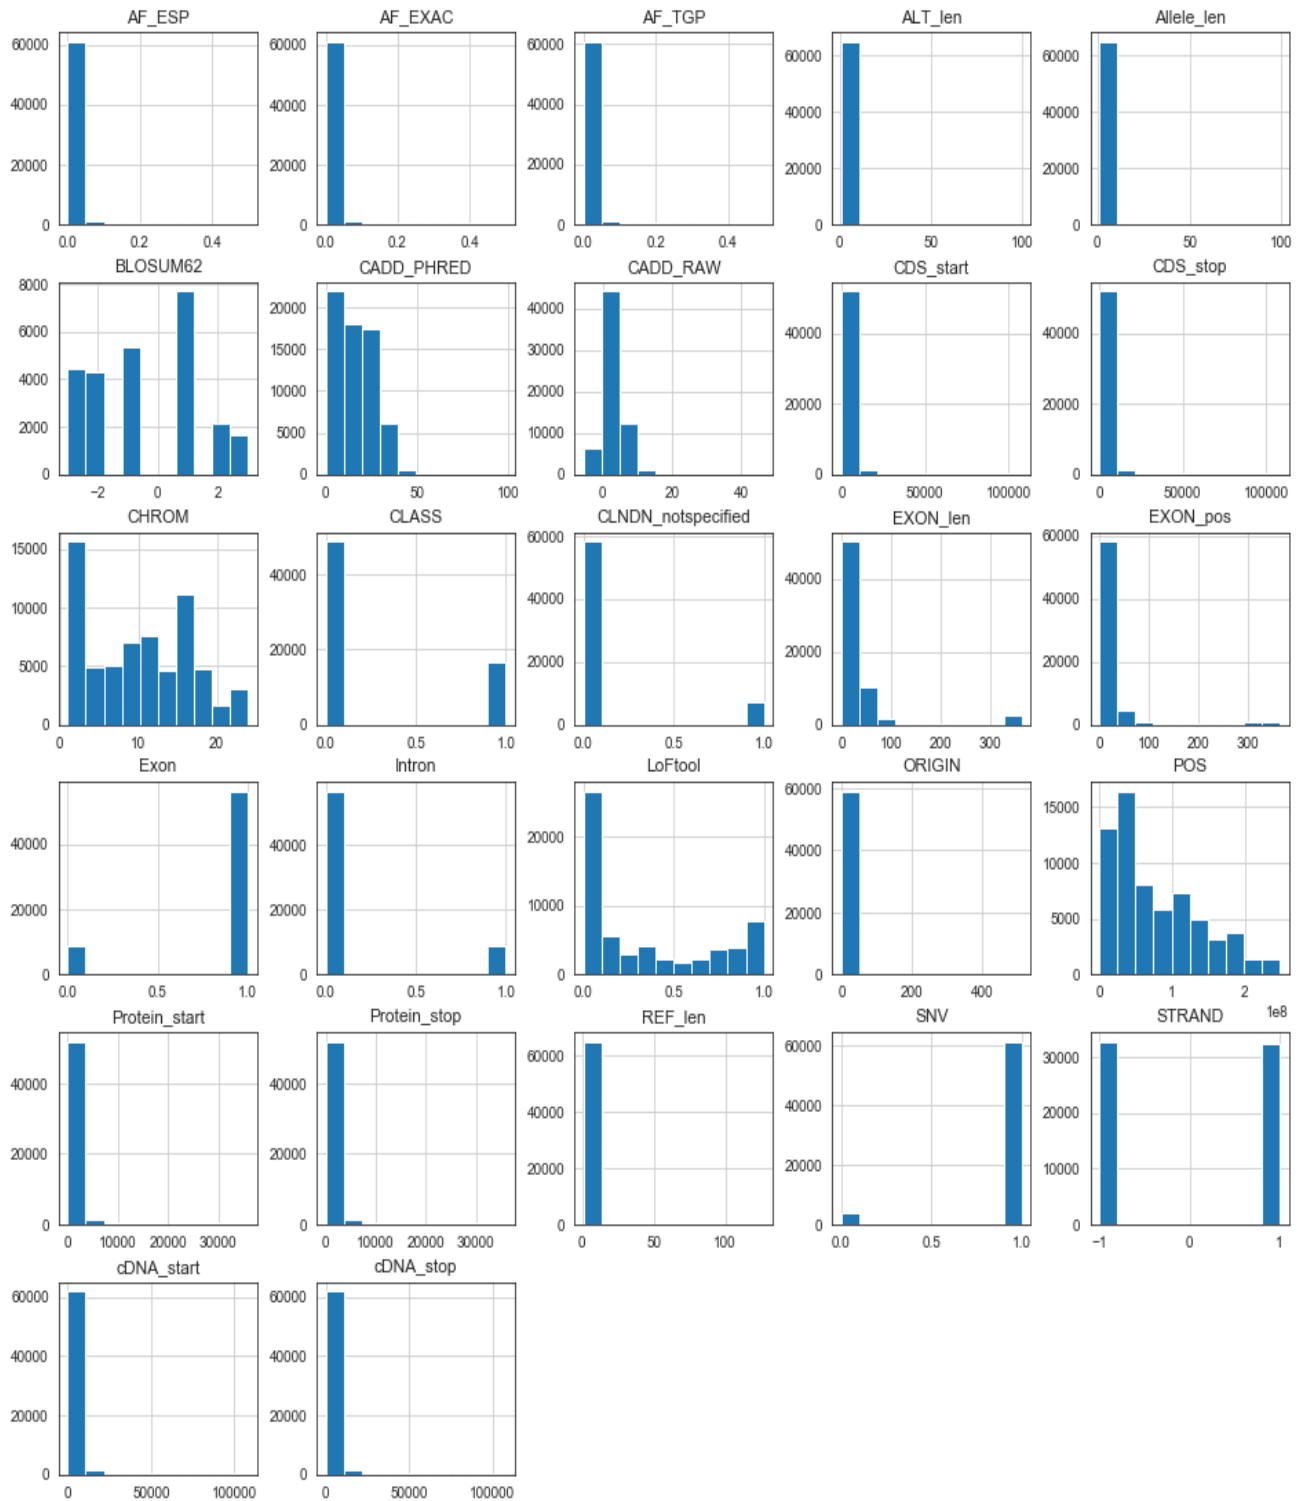 AF_ESP AF_EXAC AF_TGP ALT_len Allele_len
60000 60000 60000 60000 60000
40000 40000 40000 40000 40000
20000 20000 20000 20000 20000
0 0 0 0 0
0.0 0.2 0.4 0.0 0.2 0.4 0.0 0.2 0.4 0 50 100 0 50 100
BLOSUM62 CADD_PHRED CADD_RAW CDS_start CDS_stop
8000 20000 40000 40000 40000
6000 15000 30000 20000 20000
4000 10000 20000 0 0
2000 5000 10000
0 0 0
−2 0 2 0 50 100 0 20 40 0 50000 100000 0 50000 100000
CHROM CLASS CLNDN_notspecified EXON_len EXON_pos
15000 40000 60000 40000 60000
10000 20000 40000 20000 40000
5000 0 20000 0 20000
0 0 0
0 10 20 0.0 0.5 1.0 0.0 0.5 1.0 0 100 200 300 0 100 200 300
Exon Intron LoFtool ORIGIN POS
40000 40000 20000 60000 15000
20000 20000 10000 40000 10000
0 0 0 20000 5000
0 0
0.0 0.5 1.0 0.0 0.5 1.0 0.0 0.5 1.0 0 200 400 0 1 2
1e8
Protein_start Protein_stop REF_len SNV STRAND
40000 40000 60000 60000 30000
20000 20000 40000 40000 20000
0 0 20000 20000 10000
0 0 0
0 10000 20000 30000 0 10000 20000 30000 0 50 100 0.0 0.5 1.0 −1 0 1
cDNA_start cDNA_stop
60000 60000
40000 40000
20000 20000
0 0
0 50000 100000 0 50000 100000